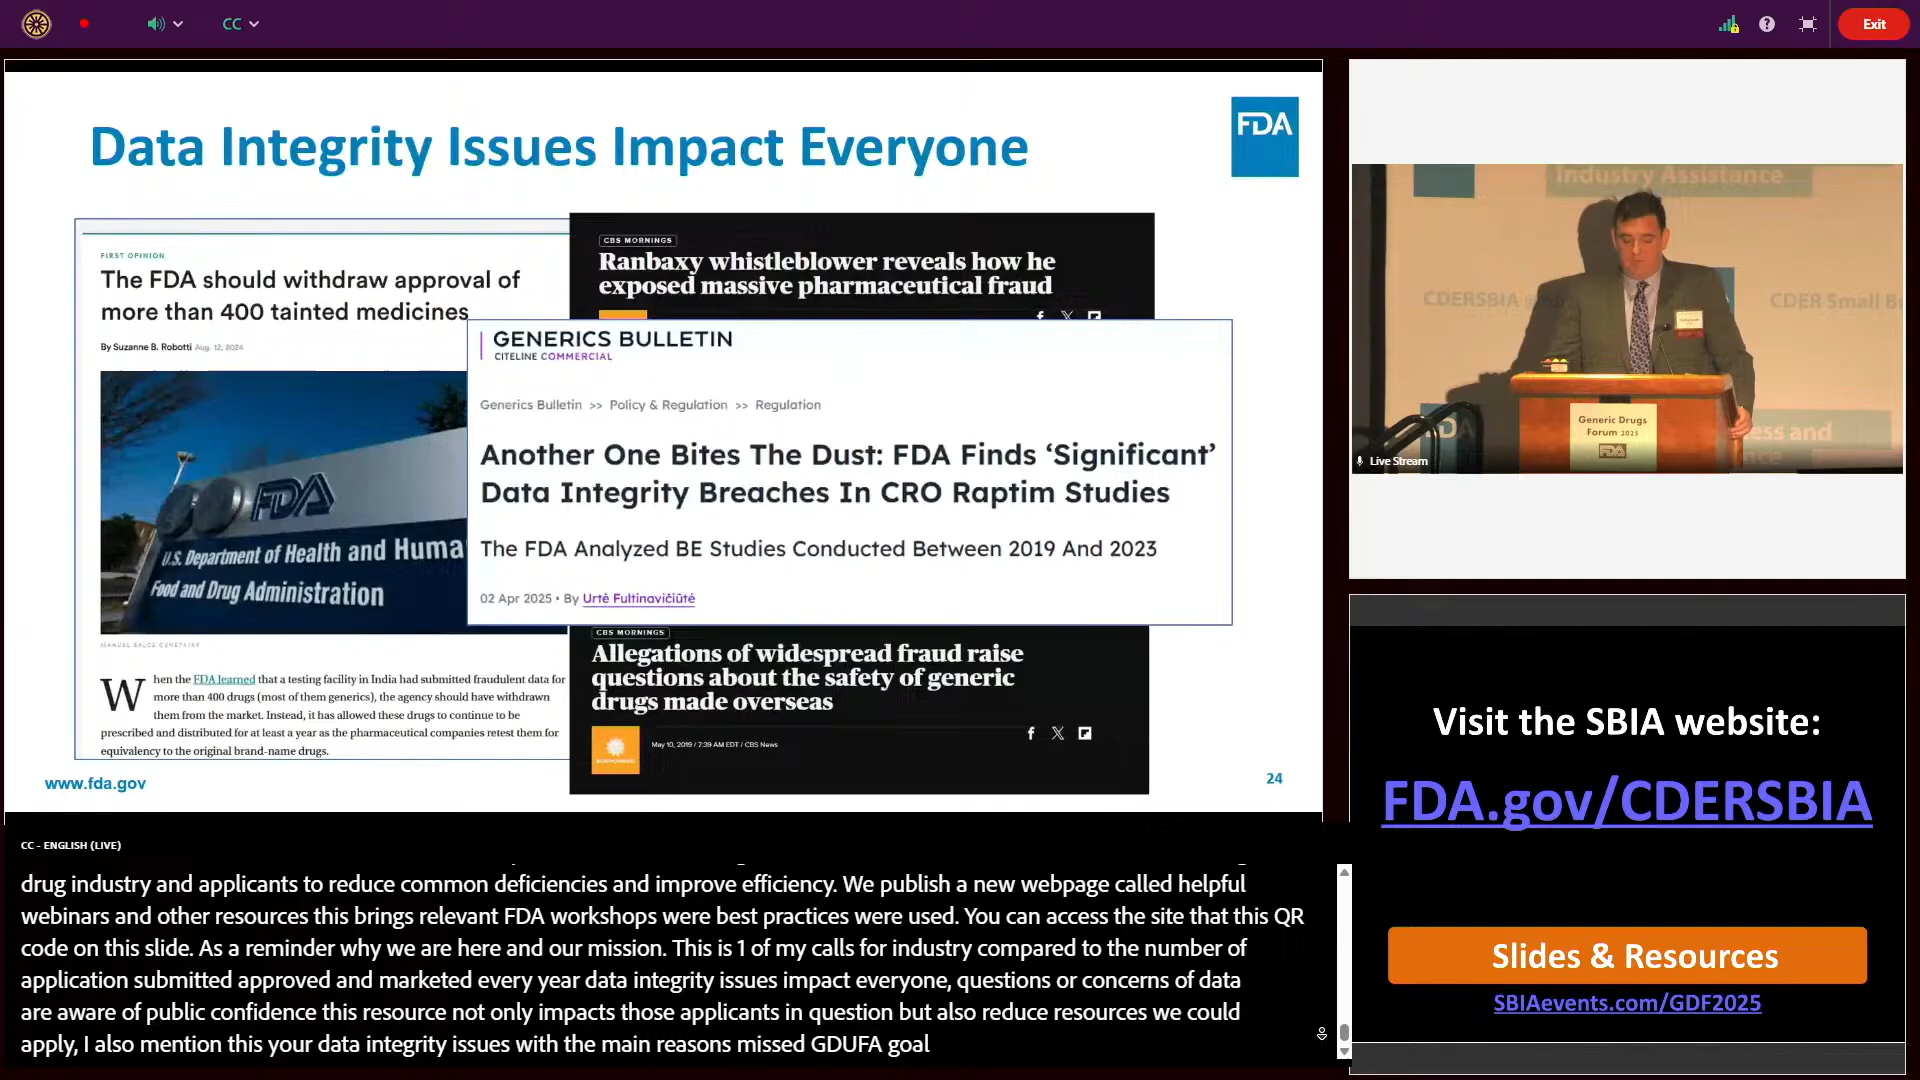 CC
Exit
Data Integrity Issues Impact Everyone
FDA
FIRST OPINION
The FDA should withdraw approval of
more than 400 tainted medicines
By Suzanne B. Robotti Aug. 12, 2024
FDA
U.S. Department of Health and Huma
Food and Drug Administration
When the FDA learned that a testing facility in India had submitted fraudulent data for
more than 400 drugs (most of them generics), the agency should have withdrawn
them from the market. Instead, it has allowed these drugs to continue to be
prescribed and distributed for at least a year as the pharmaceutical companies retest them for
equivalency to the original brand-name drugs.
CBS MORNINGS
Ranbaxy whistleblower reveals how he
exposed massive pharmaceutical fraud
GENERICS BULLETIN
CITELINE COMMERCIAL
Generics Bulletin >> Policy & Regulation >> Regulation
Another One Bites The Dust: FDA Finds ‘Significant’
Data Integrity Breaches In CRO Raptim Studies
The FDA Analyzed BE Studies Conducted Between 2019 And 2023
02 Apr 2025 • By Urtė Fultinavičiūtė
CBS MORNINGS
Allegations of widespread fraud raise
questions about the safety of generic
drugs made overseas
May 10, 2019 / 7:39 AM EDT / CBS News
www.fda.gov
24
Industry Assistance
CDERSBIA
CDER Small Bu
Generic Drugs
Forum 2025
FDA
ess and
Live Stream
Visit the SBIA website:
FDA.gov/CDERSBIA
Slides & Resources
SBIAevents.com/GDF2025
CC - ENGLISH (LIVE)
drug industry and applicants to reduce common deficiencies and improve efficiency. We publish a new webpage called helpful
webinars and other resources this brings relevant FDA workshops were best practices were used. You can access the site that this QR
code on this slide. As a reminder why we are here and our mission. This is 1 of my calls for industry compared to the number of
application submitted approved and marketed every year data integrity issues impact everyone, questions or concerns of data
are aware of public confidence this resource not only impacts those applicants in question but also reduce resources we could
apply, I also mention this your data integrity issues with the main reasons missed GDUFA goal